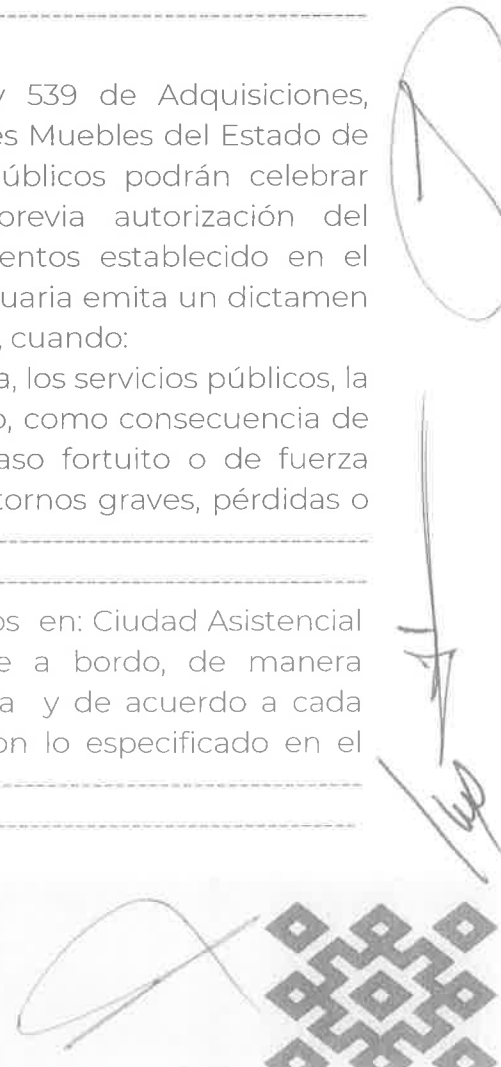 539 de Adquisiciones,
es Muebles del Estado de
úblicos podrán celebrar
previa autorización del
entos establecido en el
uaria emita un dictamen
, cuando:
a, los servicios públicos, la
o, como consecuencia de
aso fortuito o de fuerza
tornos graves, pérdidas o
os en: Ciudad Asistencial
e a bordo, de manera
a y de acuerdo a cada
on lo especificado en el